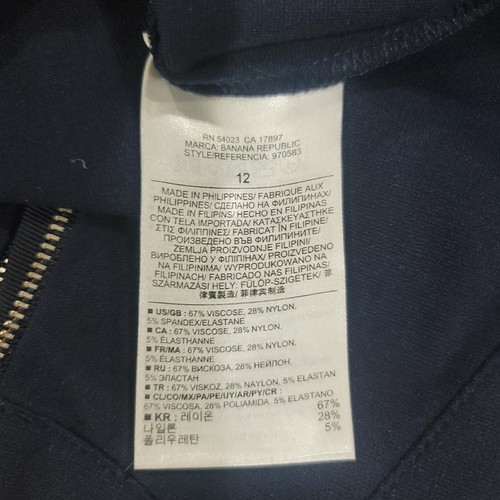 RN 54023 CA 17897
MARCA: BANANA REPUBLIC
STYLE/REFERENCIA: 970583
12
MADE IN PHILIPPINES/ FABRIQUE AUX
PHILIPPINES/ СДЕЛАНО НА ФИЛИПИНАХ/
MADE IN FILIPINS/ HECHO EN FILIPINAS
CON TELA IMPORTADA/ ΚΑΤΑΣΚΕΥΑΣΤΗΚΕ
ΣΤΙΣ ΦΙΛΙΠΠΙΝΕΣ/ FABRICAT ÎN FILIPINE/
ПРОИЗВЕДЕНО ВЪВ ФИЛИПИНИТЕ/
ZEMLJA PROIZVODNJE FILIPINI/
ВИРОБЛЕНО У ФІЛІППІНАХ/ PROIZVEDENO
NA FILIPINIMA/ WYPRODUKOWANO NA
FILIPINACH/ FABRICADO NAS FILIPINAS/
SZÁRMAZÁSI HELY: FÜLÖP-SZIGETEK/ 菲
律賓製造/ 菲律宾制造
■ US/GB : 67% VISCOSE, 28% NYLON,
5% SPANDEX/ELASTANE
■ CA : 67% VISCOSE, 28% NYLON,
5% ÉLASTHANNE
■ FR/MA : 67% VISCOSE, 28% NYLON,
5% ÉLASTHANNE
■ RU : 67% ВИСКОЗА, 28% НЕЙЛОН,
5% ЭЛАСТАН
■ TR : 67% VISKOZ, 28% NAYLON, 5% ELASTAN
■ CL/CO/MX/PA/PE/UY/AR/PY/CR :
67% VISCOSA, 28% POLIAMIDA, 5% ELASTANO
■ KR : 레이온 67%
나일론 28%
폴리우레탄 5%